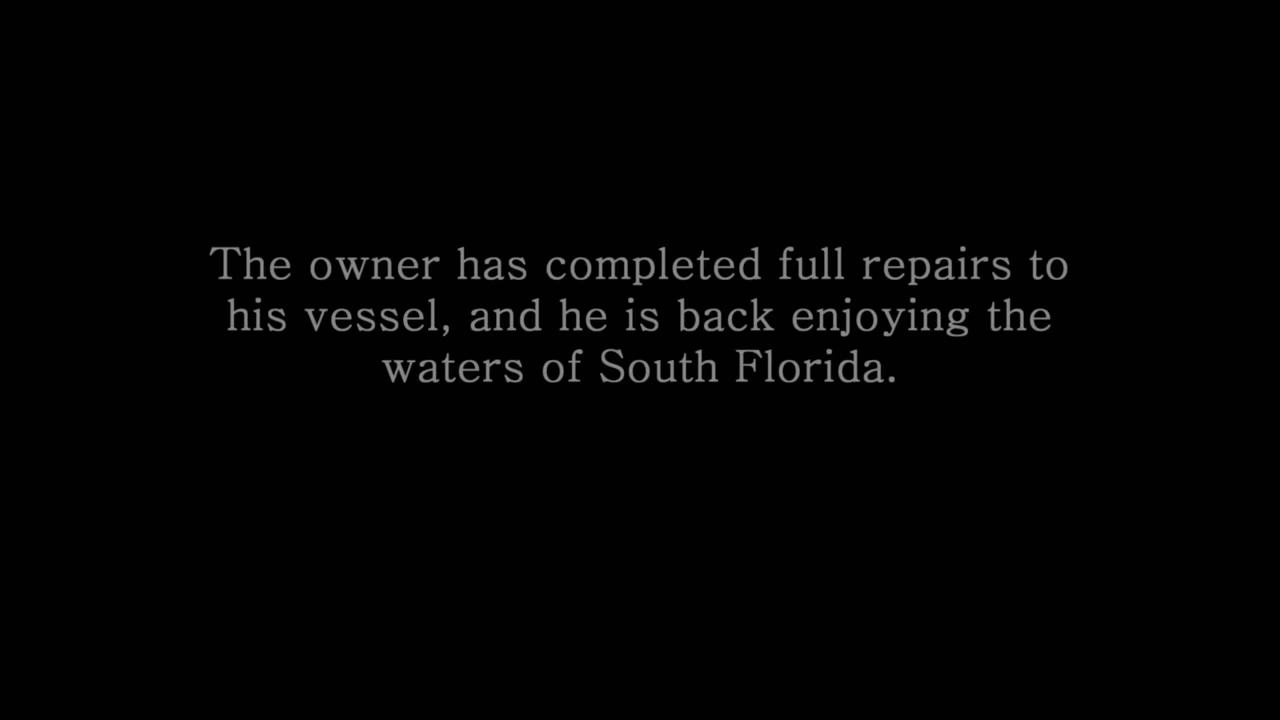 The owner has completed full repairs to
his vessel, and he is back enjoying the
waters of South Florida.